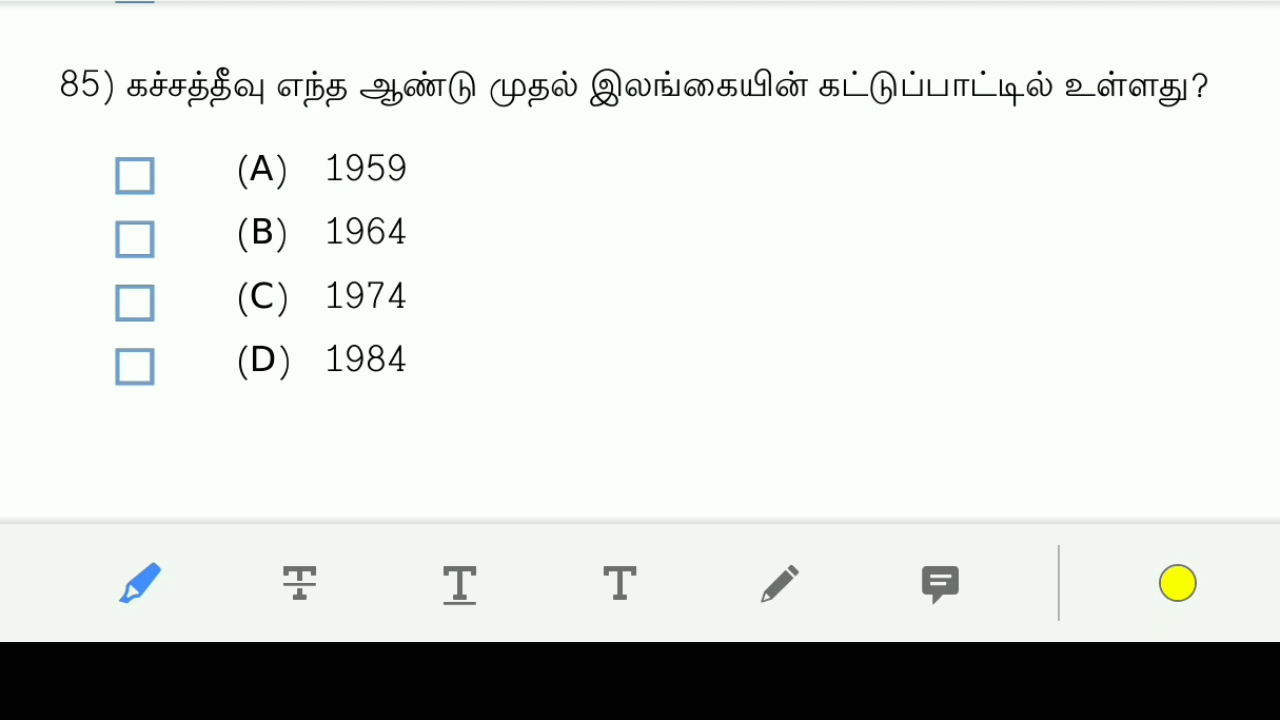 85) கச்சத்தீவு எந்த ஆண்டு முதல் இலங்கையின் கட்டுப்பாட்டில் உள்ளது?
(A) 1959
(B) 1964
(C) 1974
(D) 1984